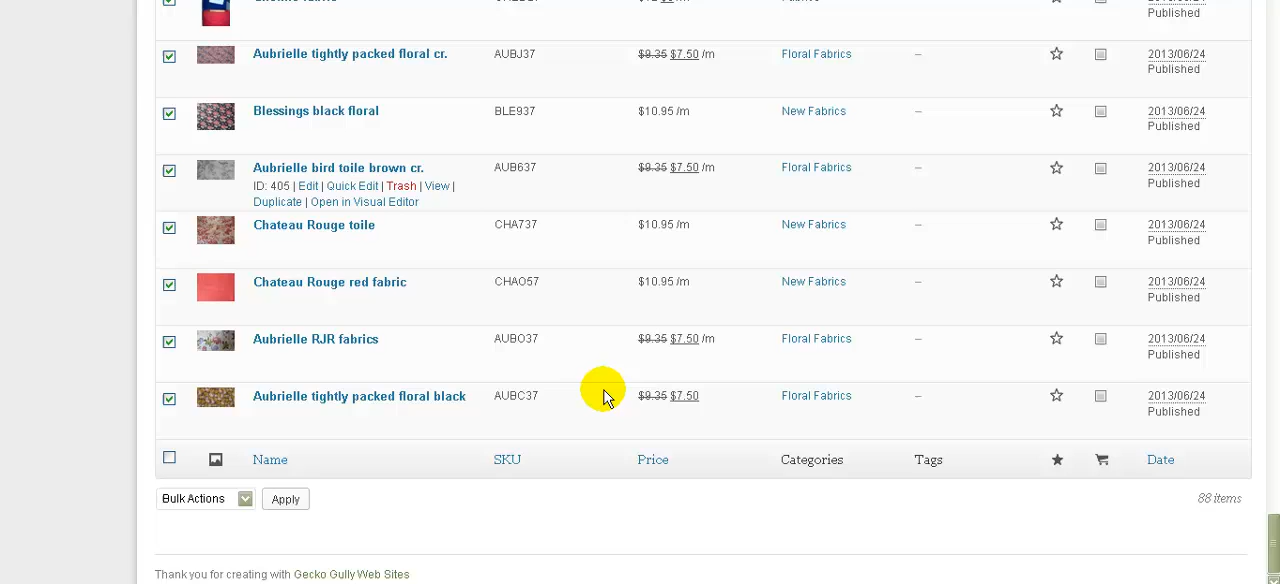 Published
Aubrielle tightly packed floral cr. AUBJ37 $9.35 $7.50 /m Floral Fabrics – 2013/06/24
Published
Blessings black floral BLE937 $10.95 /m New Fabrics – 2013/06/24
Published
Aubrielle bird toile brown cr. AUB637 $9.35 $7.50 /m Floral Fabrics – 2013/06/24
ID: 405 | Edit | Quick Edit | Trash | View | Published
Duplicate | Open in Visual Editor
Chateau Rouge toile CHA737 $10.95 /m New Fabrics – 2013/06/24
Published
Chateau Rouge red fabric CHAO57 $10.95 /m New Fabrics – 2013/06/24
Published
Aubrielle RJR fabrics AUBO37 $9.35 $7.50 /m Floral Fabrics – 2013/06/24
Published
Aubrielle tightly packed floral black AUBC37 $9.35 $7.50 Floral Fabrics – 2013/06/24
Published
Name SKU Price Categories Tags Date
Bulk Actions Apply 88 items
Thank you for creating with Gecko Gully Web Sites